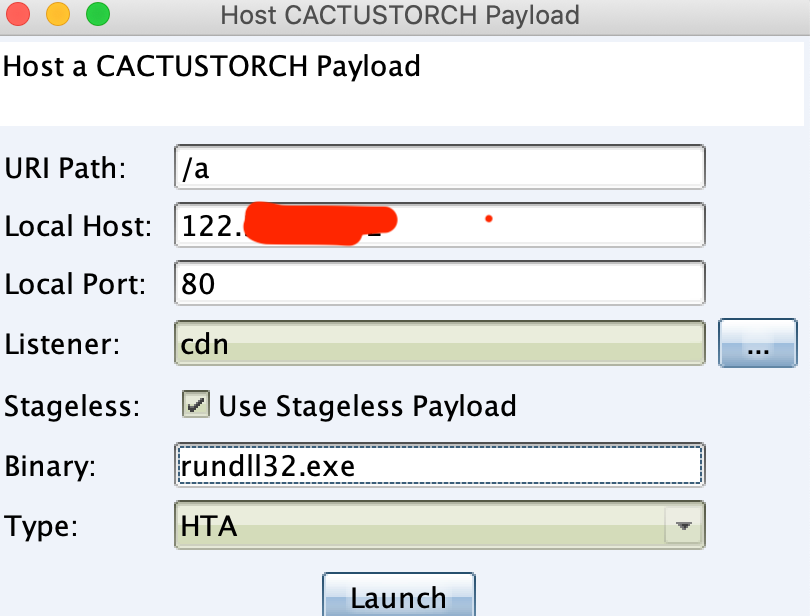 Host CACTUSTORCH Payload
Host a CACTUSTORCH Payload
URI Path: /a
Local Host: 122.
Local Port: 80
Listener: cdn ...
Stageless: Use Stageless Payload
Binary: rundll32.exe
Type: HTA
Launch